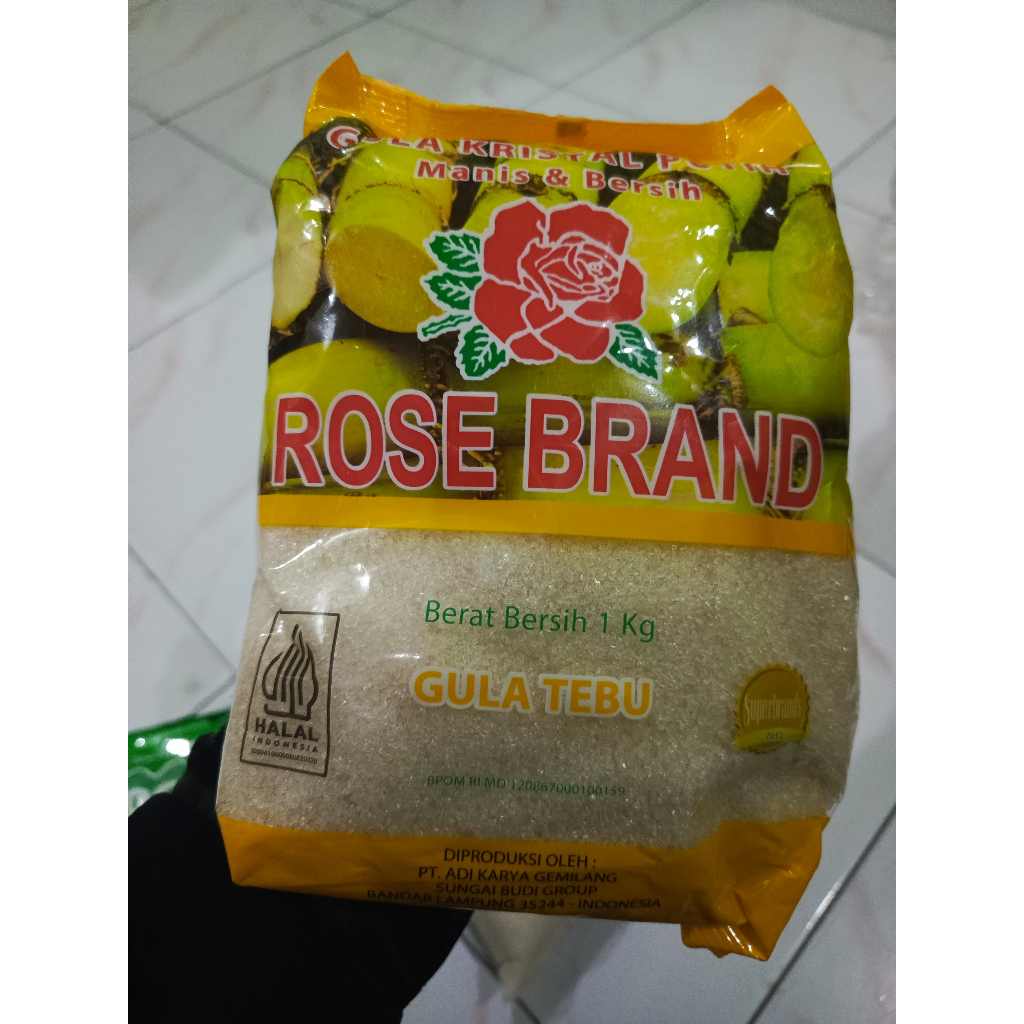 GULA KRISTAL PUTIH
Manis & Bersih
ROSE BRAND
Berat Bersih 1 Kg
GULA TEBU
HALAL
INDONESIA
Superbrands
BPOM RI MD 120867000100159
DIPRODUKSI OLEH :
PT. ADI KARYA GEMILANG
SUNGAI BUDI GROUP
BANDAR LAMPUNG 35244 - INDONESIA